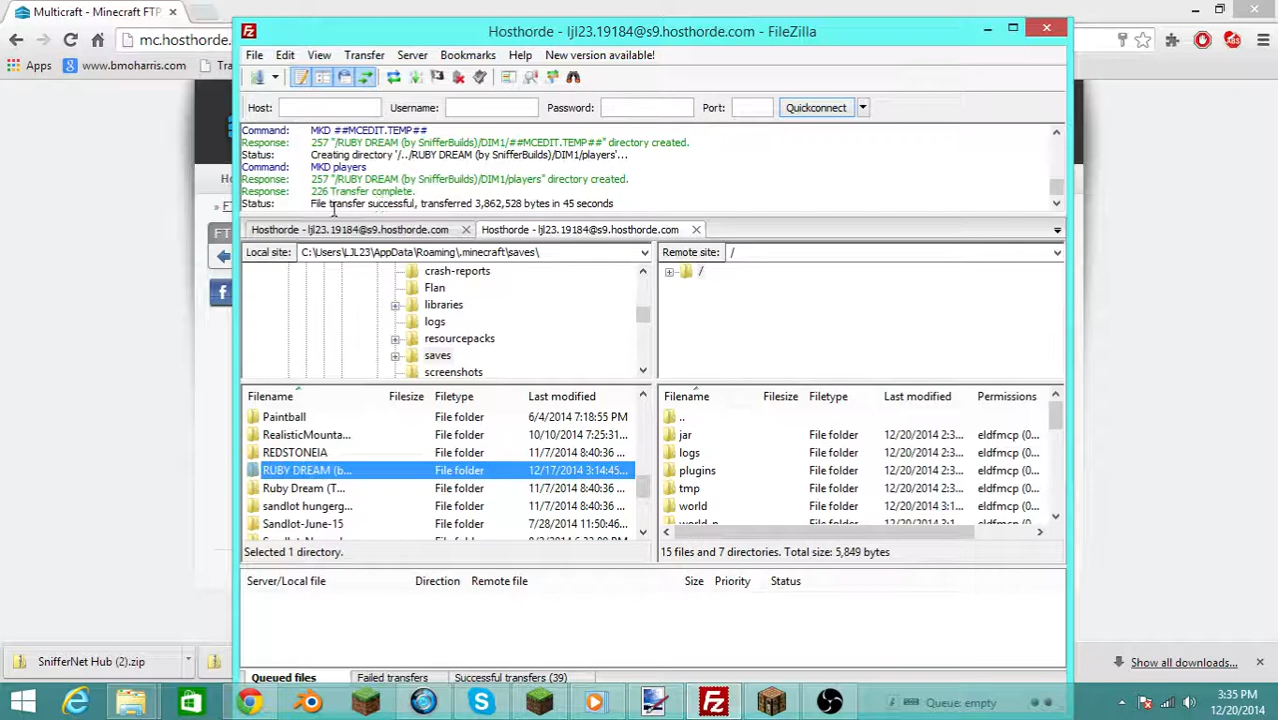 Multicraft - Minecraft FTP
Hosthorde - ljl23.19184@s9.hosthorde.com - FileZilla
mc.hosthorde.
File Edit View Transfer Server Bookmarks Help New version available!
Apps www.bmoharris.com Tra
ABS
Host: Username: Password: Port: Quickconnect
Command: MKD ##MCEDIT.TEMP##
Response: 257 "/RUBY DREAM (by SnifferBuilds)/DIM1/##MCEDIT.TEMP##" directory created.
Status: Creating directory '/../RUBY DREAM (by SnifferBuilds)/DIM1/players'...
Command: MKD players
Response: 257 "/RUBY DREAM (by SnifferBuilds)/DIM1/players" directory created.
Response: 226 Transfer complete.
Status: File transfer successful, transferred 3,862,528 bytes in 45 seconds
Hosthorde - ljl23.19184@s9.hosthorde.com Hosthorde - ljl23.19184@s9.hosthorde.com
Local site: C:\Users\LJL23\AppData\Roaming\.minecraft\saves\ Remote site: /
crash-reports /
Flan
libraries
logs
resourcepacks
saves
screenshots
Filename Filesize Filetype Last modified Filename Filesize Filetype Last modified Permissions
Paintball File folder 6/4/2014 7:18:55 PM ..
RealisticMounta... File folder 10/10/2014 7:25:31... jar File folder 12/20/2014 2:3... eldfmcp (0...
REDSTONEIA File folder 11/7/2014 8:40:36 ... logs File folder 12/20/2014 2:3... eldfmcp (0...
RUBY DREAM (b... File folder 12/17/2014 3:14:45... plugins File folder 12/20/2014 2:3... eldfmcp (0...
Ruby Dream (T... File folder 11/7/2014 8:40:36 ... tmp File folder 12/20/2014 2:3... eldfmcp (0...
sandlot hungerg... File folder 11/7/2014 8:40:36 ... world File folder 12/20/2014 3:1... eldfmcp (0...
Sandlot-June-15 File folder 7/28/2014 11:50:46... File folder 12/20/2014 3:1... eldfmcp (0...
Selected 1 directory. 15 files and 7 directories. Total size: 5,849 bytes
Server/Local file Direction Remote file Size Priority Status
SnifferNet Hub (2).zip
Show all downloads...
Queued files Failed transfers Successful transfers (39)
Queue: empty
3:35 PM
12/20/2014